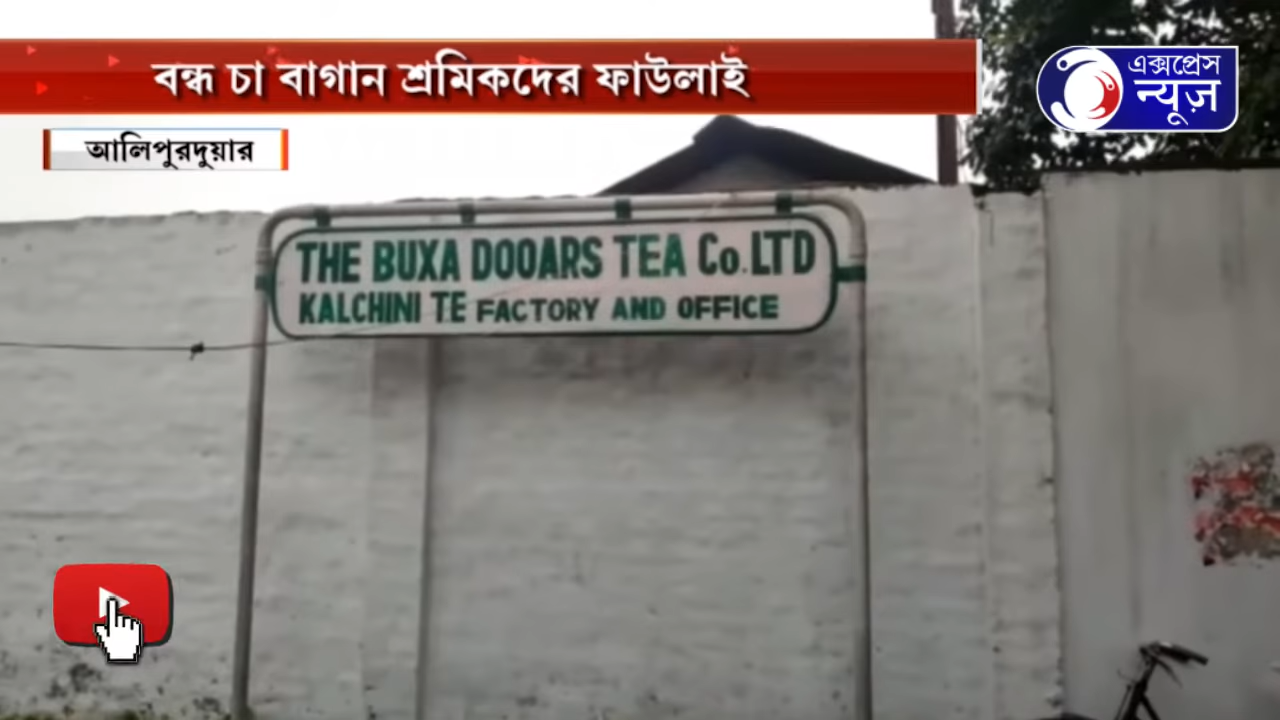 বন্ধ চা বাগান শ্রমিকদের ফাউলাই
এক্সপ্রেস
न्यूज़
আলিপুরদুয়ার
THE BUXA DOOARS TEA Co. LTD
KALCHINI TE FACTORY AND OFFICE